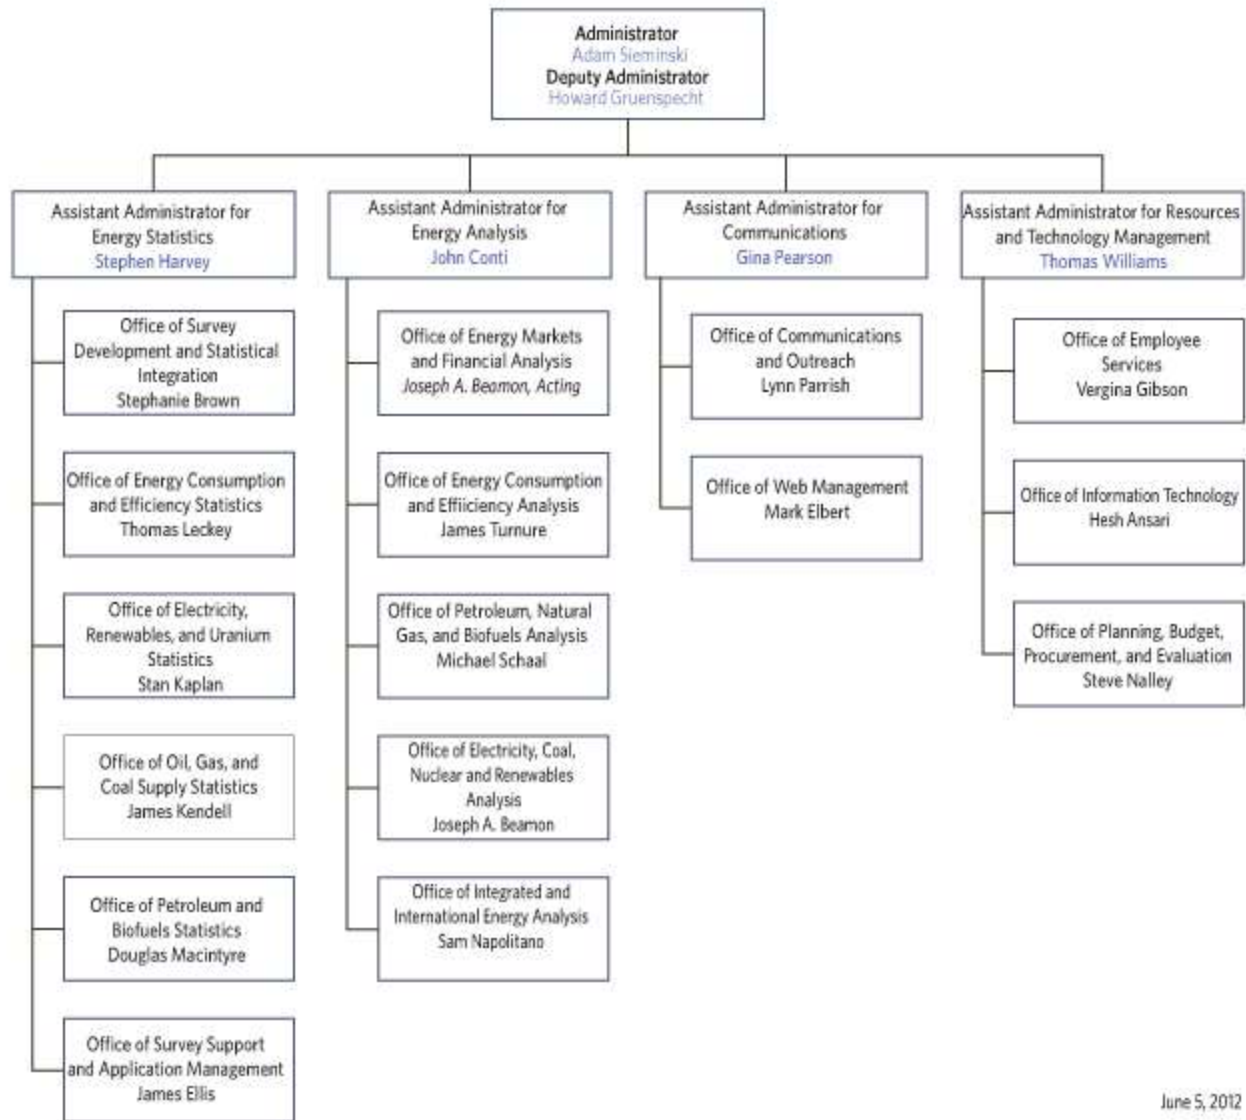 Administrator
Adam Sieminski
Deputy Administrator
Howard Gruenspecht
Assistant Administrator for
Energy Statistics
Stephen Harvey
Office of Survey
Development and Statistical
Integration
Stephanie Brown
Office of Energy Consumption
and Efficiency Statistics
Thomas Leckey
Office of Electricity,
Renewables, and Uranium
Statistics
Stan Kaplan
Office of Oil, Gas, and
Coal Supply Statistics
James Kendell
Office of Petroleum and
Biofuels Statistics
Douglas Macintyre
Office of Survey Support
and Application Management
James Ellis
Assistant Administrator for
Energy Analysis
John Conti
Office of Energy Markets
and Financial Analysis
Joseph A. Beamon, Acting
Office of Energy Consumption
and Effiiciency Analysis
James Turnure
Office of Petroleum, Natural
Gas, and Biofuels Analysis
Michael Schaal
Office of Electricity, Coal,
Nuclear and Renewables
Analysis
Joseph A. Beamon
Office of Integrated and
International Energy Analysis
Sam Napolitano
Assistant Administrator for
Communications
Gina Pearson
Office of Communications
and Outreach
Lynn Parrish
Office of Web Management
Mark Elbert
Assistant Administrator for Resources
and Technology Management
Thomas Williams
Office of Employee
Services
Vergina Gibson
Office of Information Technology
Hesh Ansari
Office of Planning, Budget,
Procurement, and Evaluation
Steve Nalley
June 5, 2012